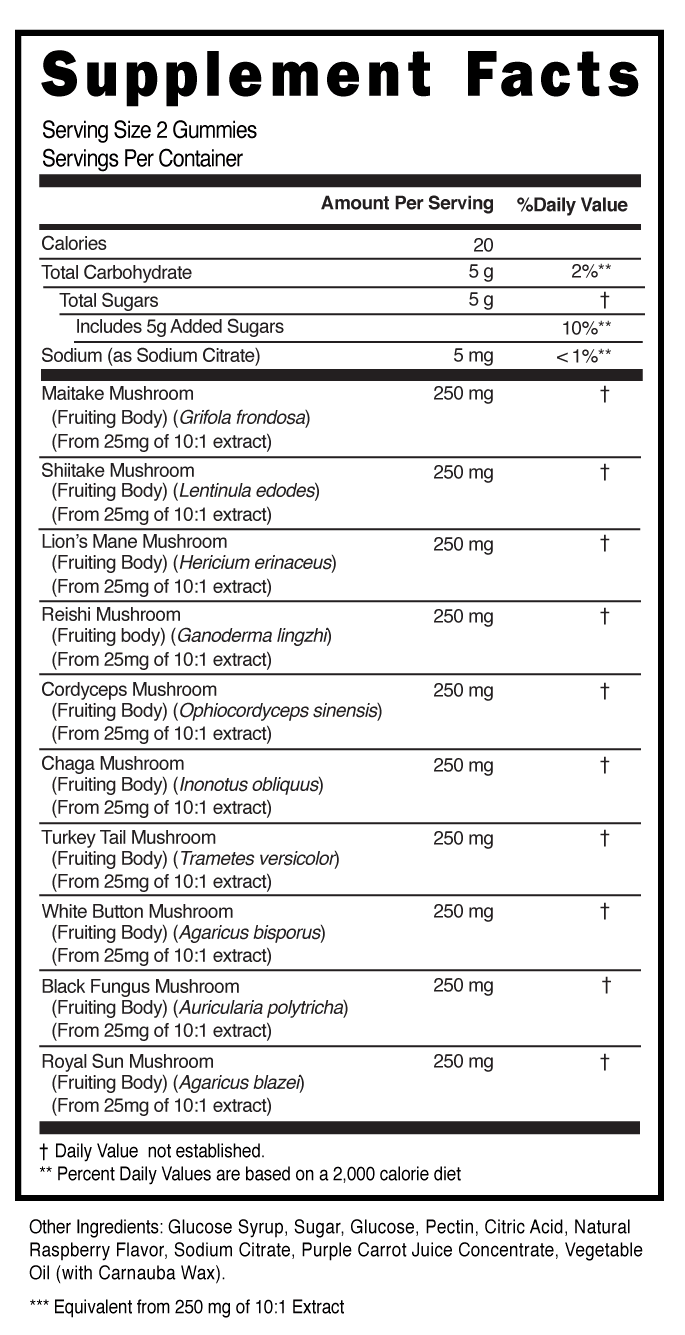 Supplement Facts
Serving Size 2 Gummies
Servings Per Container
Amount Per Serving %Daily Value
Calories 20
Total Carbohydrate 5 g 2%**
Total Sugars 5 g †
Includes 5g Added Sugars 10%**
Sodium (as Sodium Citrate) 5 mg < 1%**
Maitake Mushroom 250 mg †
(Fruiting Body) (Grifola frondosa)
(From 25mg of 10:1 extract)
Shiitake Mushroom 250 mg †
(Fruiting Body) (Lentinula edodes)
(From 25mg of 10:1 extract)
Lion's Mane Mushroom 250 mg †
(Fruiting Body) (Hericium erinaceus)
(From 25mg of 10:1 extract)
Reishi Mushroom 250 mg †
(Fruiting body) (Ganoderma lingzhi)
(From 25mg of 10:1 extract)
Cordyceps Mushroom 250 mg †
(Fruiting Body) (Ophiocordyceps sinensis)
(From 25mg of 10:1 extract)
Chaga Mushroom 250 mg †
(Fruiting Body) (Inonotus obliquus)
(From 25mg of 10:1 extract)
Turkey Tail Mushroom 250 mg †
(Fruiting Body) (Trametes versicolor)
(From 25mg of 10:1 extract)
White Button Mushroom 250 mg †
(Fruiting Body) (Agaricus bisporus)
(From 25mg of 10:1 extract)
Black Fungus Mushroom 250 mg †
(Fruiting Body) (Auricularia polytricha)
(From 25mg of 10:1 extract)
Royal Sun Mushroom 250 mg †
(Fruiting Body) (Agaricus blazei)
(From 25mg of 10:1 extract)
† Daily Value not established.
** Percent Daily Values are based on a 2,000 calorie diet
Other Ingredients: Glucose Syrup, Sugar, Glucose, Pectin, Citric Acid, Natural
Raspberry Flavor, Sodium Citrate, Purple Carrot Juice Concentrate, Vegetable
Oil (with Carnauba Wax).
*** Equivalent from 250 mg of 10:1 Extract